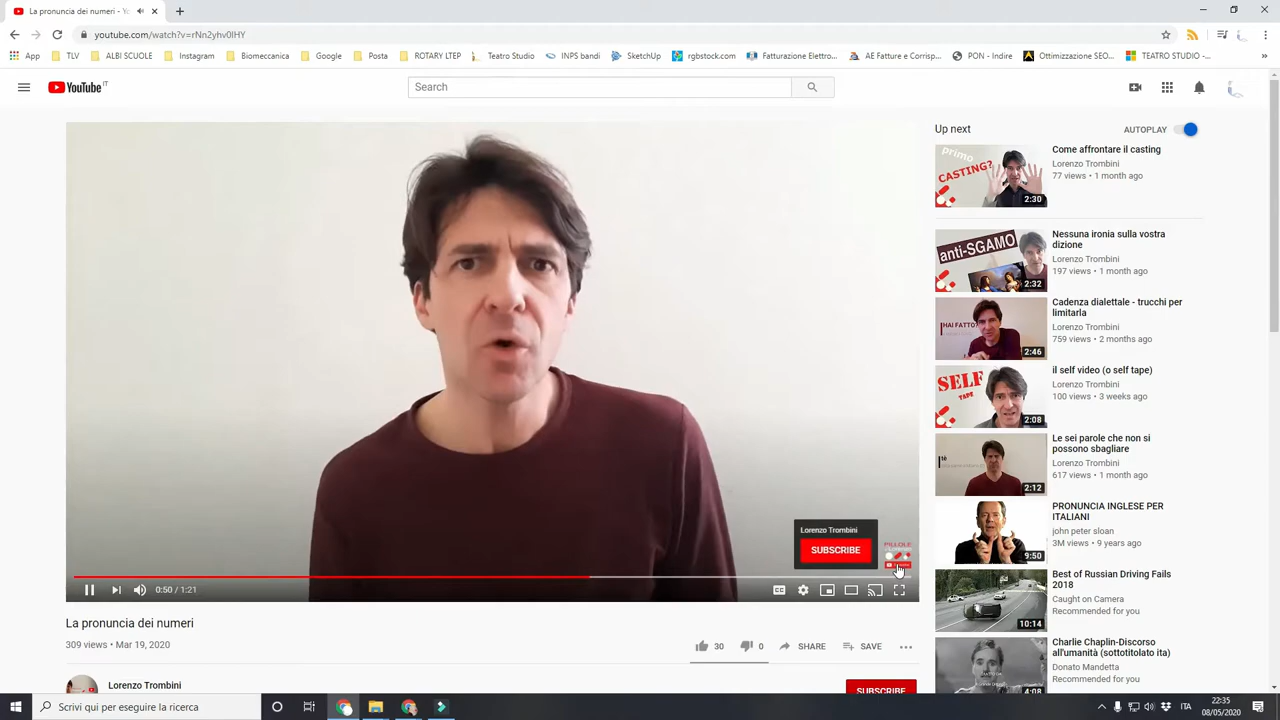 La pronuncia dei numeri - Yo
youtube.com/watch?v=rNn2yhv0IHY
App TLV ALBI SCUOLE Instagram Biomeccanica Google Posta ROTARY LTEP Teatro Studio INPS bandi SketchUp rgbstock.com Fatturazione Elettro... AE Fatture e Corrisp... PON - Indire Ottimizzazione SEO... TEATRO STUDIO -...
YouTube IT
Search
Up next AUTOPLAY
primo
CASTING?
2:30
Come affrontare il casting
Lorenzo Trombini
77 views • 1 month ago
anti-SGAMO
2:32
Nessuna ironia sulla vostra
dizione
Lorenzo Trombini
197 views • 1 month ago
HAI FATTO?
2:46
Cadenza dialettale - trucchi per
limitarla
Lorenzo Trombini
759 views • 2 months ago
SELF
TAPE
2:08
il self video (o self tape)
Lorenzo Trombini
100 views • 3 weeks ago
tè
2:12
Le sei parole che non si
possono sbagliare
Lorenzo Trombini
617 views • 1 month ago
9:50
PRONUNCIA INGLESE PER
ITALIANI
john peter sloan
3M views • 9 years ago
10:14
Best of Russian Driving Fails
2018
Caught on Camera
Recommended for you
4:08
Charlie Chaplin-Discorso
all'umanità (sottotitolato ita)
Donato Mandetta
Recommended for you
Lorenzo Trombini
SUBSCRIBE
PILLOLE
0:50 / 1:21
La pronuncia dei numeri
309 views • Mar 19, 2020
30 0 SHARE SAVE
Lorenzo Trombini
SUBSCRIBE
Scrivi qui per eseguire la ricerca
ITA
22:35
08/05/2020